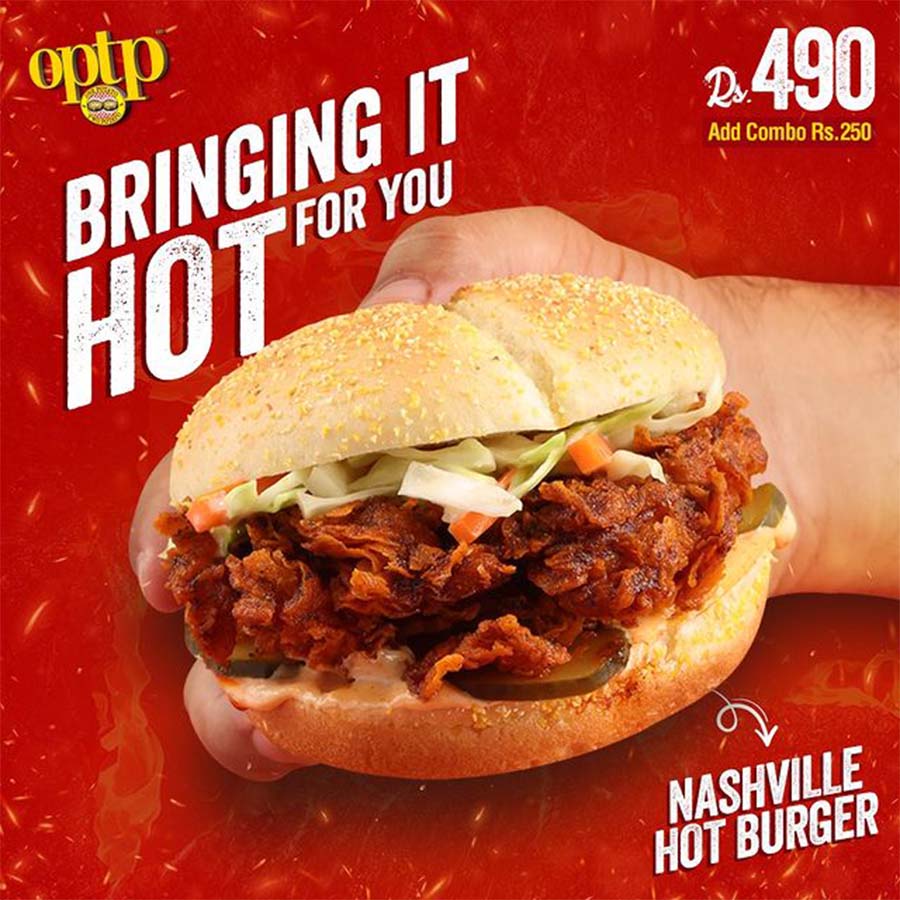 optp
BRINGING IT
HOT FOR YOU
Rs. 490
Add Combo Rs.250
NASHVILLE
HOT BURGER